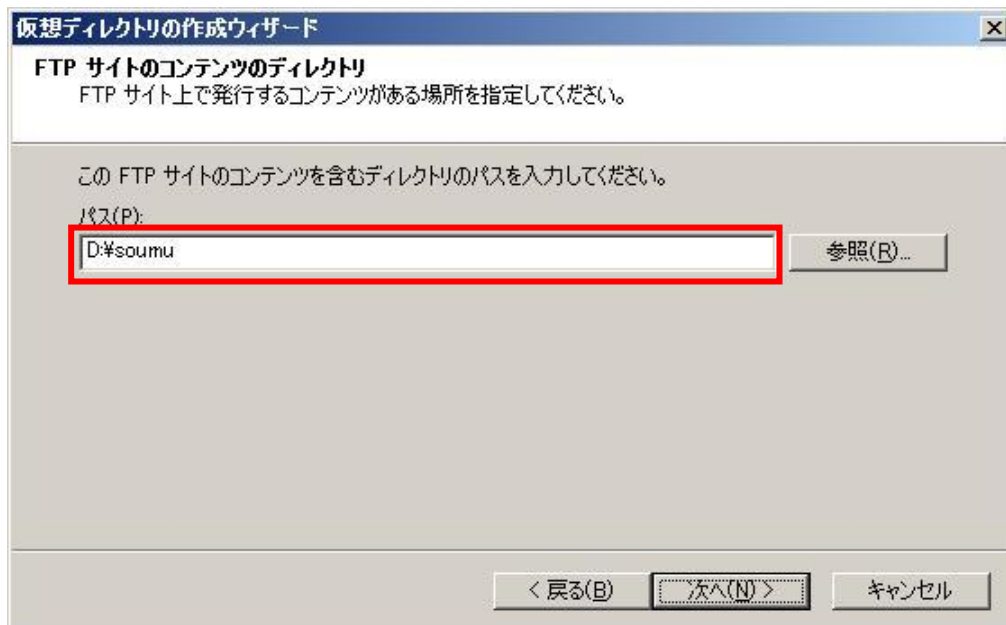 仮想ディレクトリの作成ウィザード
FTP サイトのコンテンツのディレクトリ
FTP サイト上で発行するコンテンツがある場所を指定してください。
この FTP サイトのコンテンツを含むディレクトリのパスを入力してください。
パス(P):
D:¥soumu
参照(R)...
< 戻る(B)
次へ(N) >
キャンセル